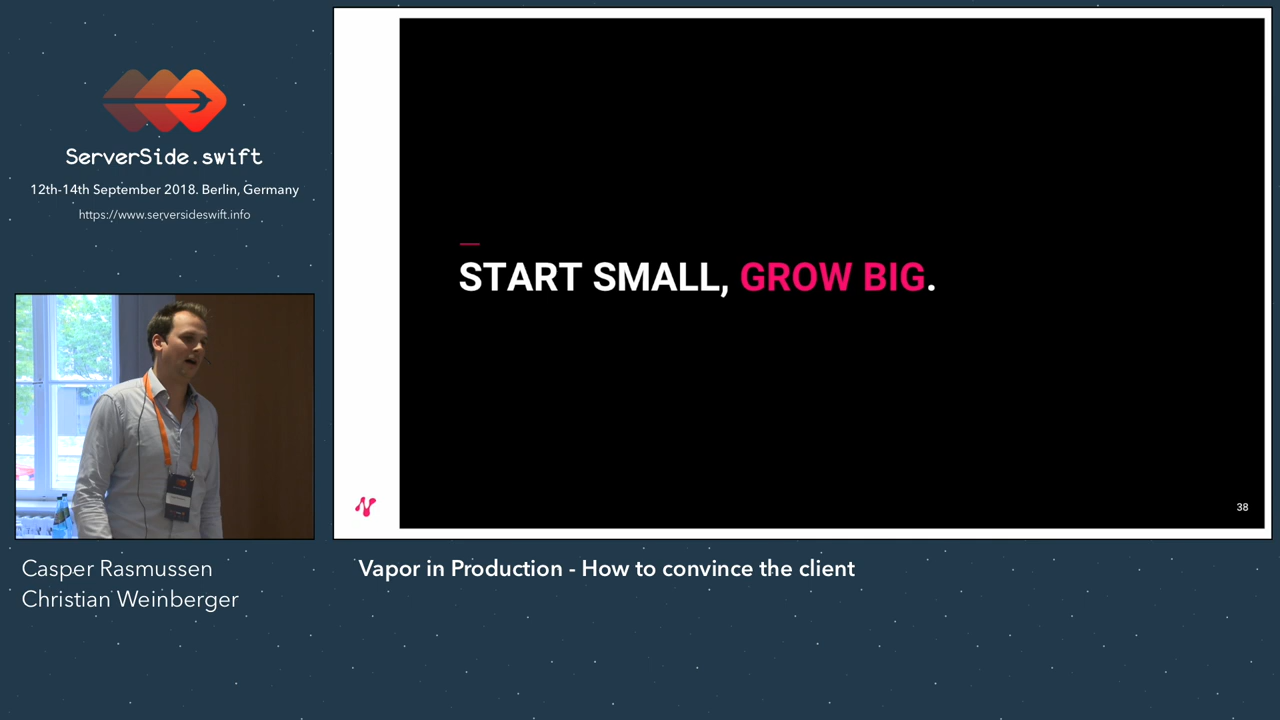 ServerSide.swift
12th-14th September 2018. Berlin, Germany
https://www.serversideswift.info
START SMALL, GROW BIG.
38
Casper Rasmussen
Christian Weinberger
Vapor in Production - How to convince the client